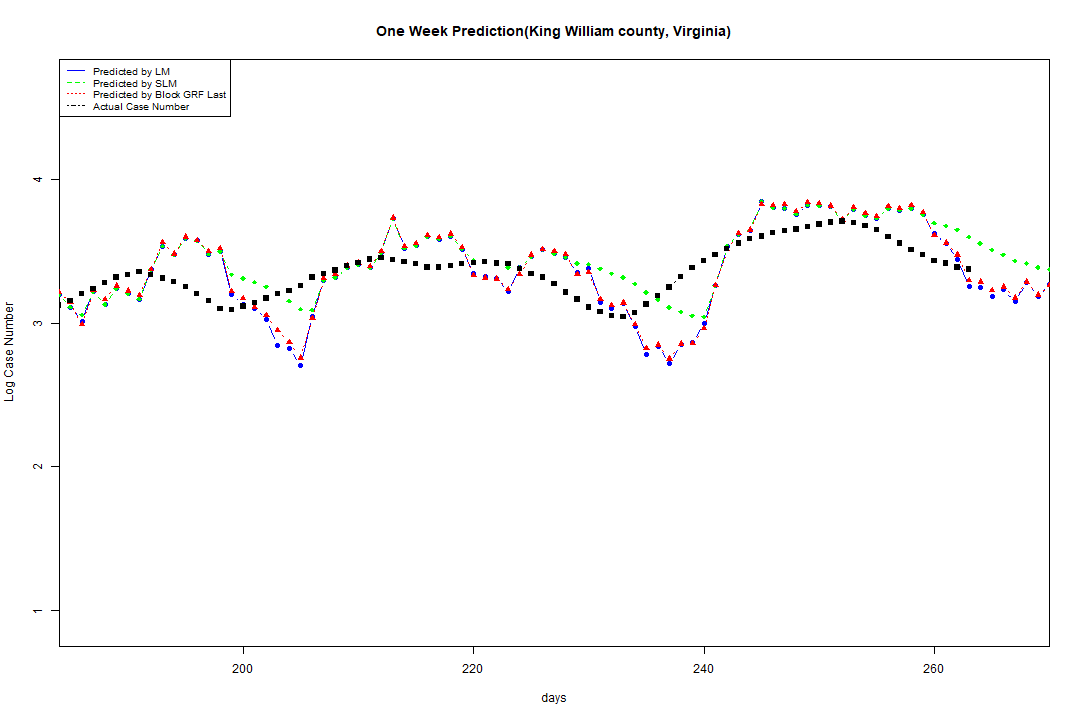 One Week Prediction(King William county, Virginia)
Predicted by LM
Predicted by SLM
Predicted by Block GRF Last
Actual Case Number
4
3
2
1
Log Case Number
200 220 240 260
days